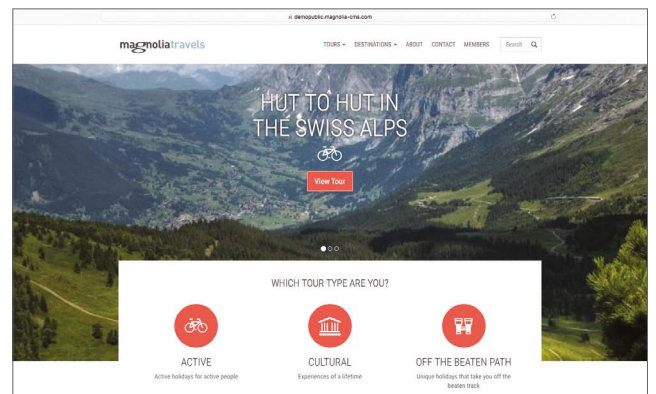 demopublic.magnolia-cms.com
magnoliatravels
TOURS DESTINATIONS ABOUT CONTACT MEMBERS Search
HUT TO HUT IN
THE SWISS ALPS
View Tour
WHICH TOUR TYPE ARE YOU?
ACTIVE CULTURAL OFF THE BEATEN PATH
Active holidays for active people Experiences of a lifetime Unique holidays that take you off the
beaten track